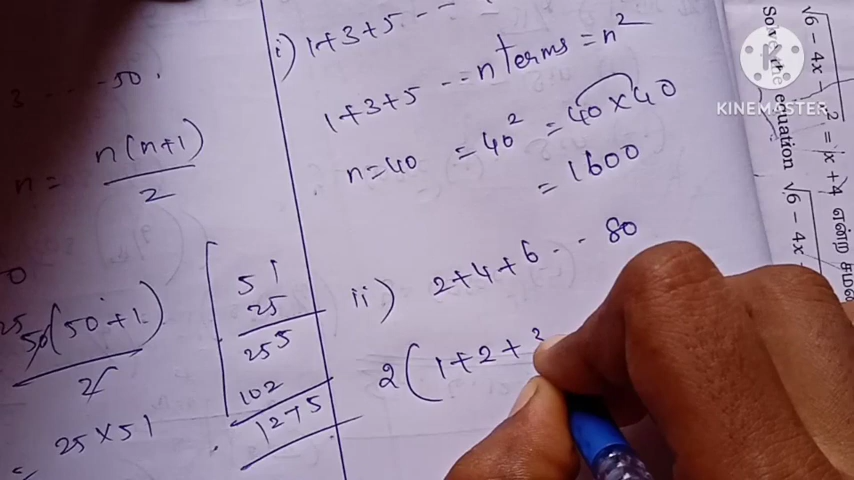 3 . . . . 50.
n = n(n+1)/2
50(50+1)/2
25 × 51
51
25
255
102
1275
i) 1+3+5. - - -
1+3+5 - - - n terms = n²
n=40 = 40² = 40×40
= 1600
ii) 2+4+6 - - - 80
2(1+2+3
KINEMASTER
√6 - 4x - x² = x + 4 என்ற
Solve the equation √6 - 4x -